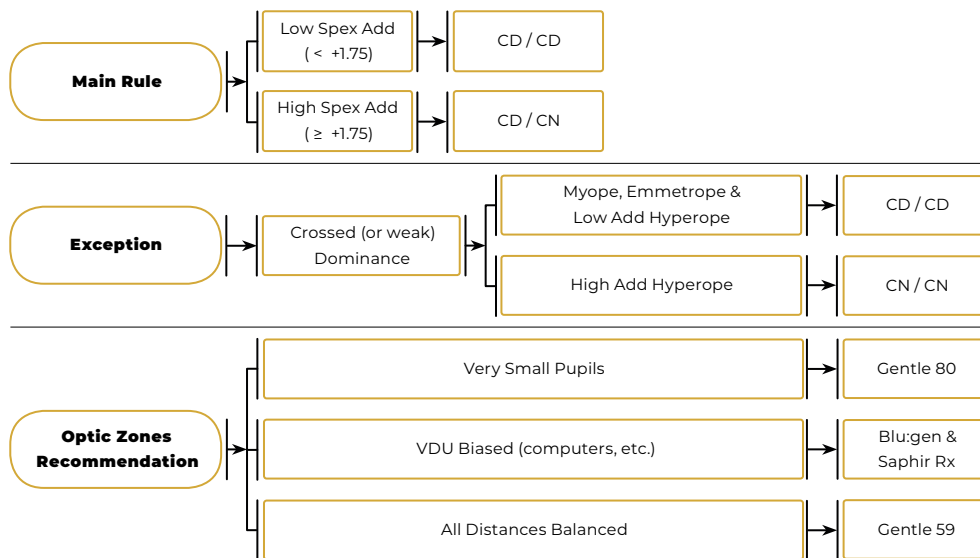 Main Rule
Low Spex Add
( < +1.75)
CD / CD
High Spex Add
( ≥ +1.75)
CD / CN
Exception
Crossed (or weak)
Dominance
Myope, Emmetrope &
Low Add Hyperope
CD / CD
High Add Hyperope
CN / CN
Optic Zones
Recommendation
Very Small Pupils
Gentle 80
VDU Biased (computers, etc.)
Blu:gen &
Saphir Rx
All Distances Balanced
Gentle 59